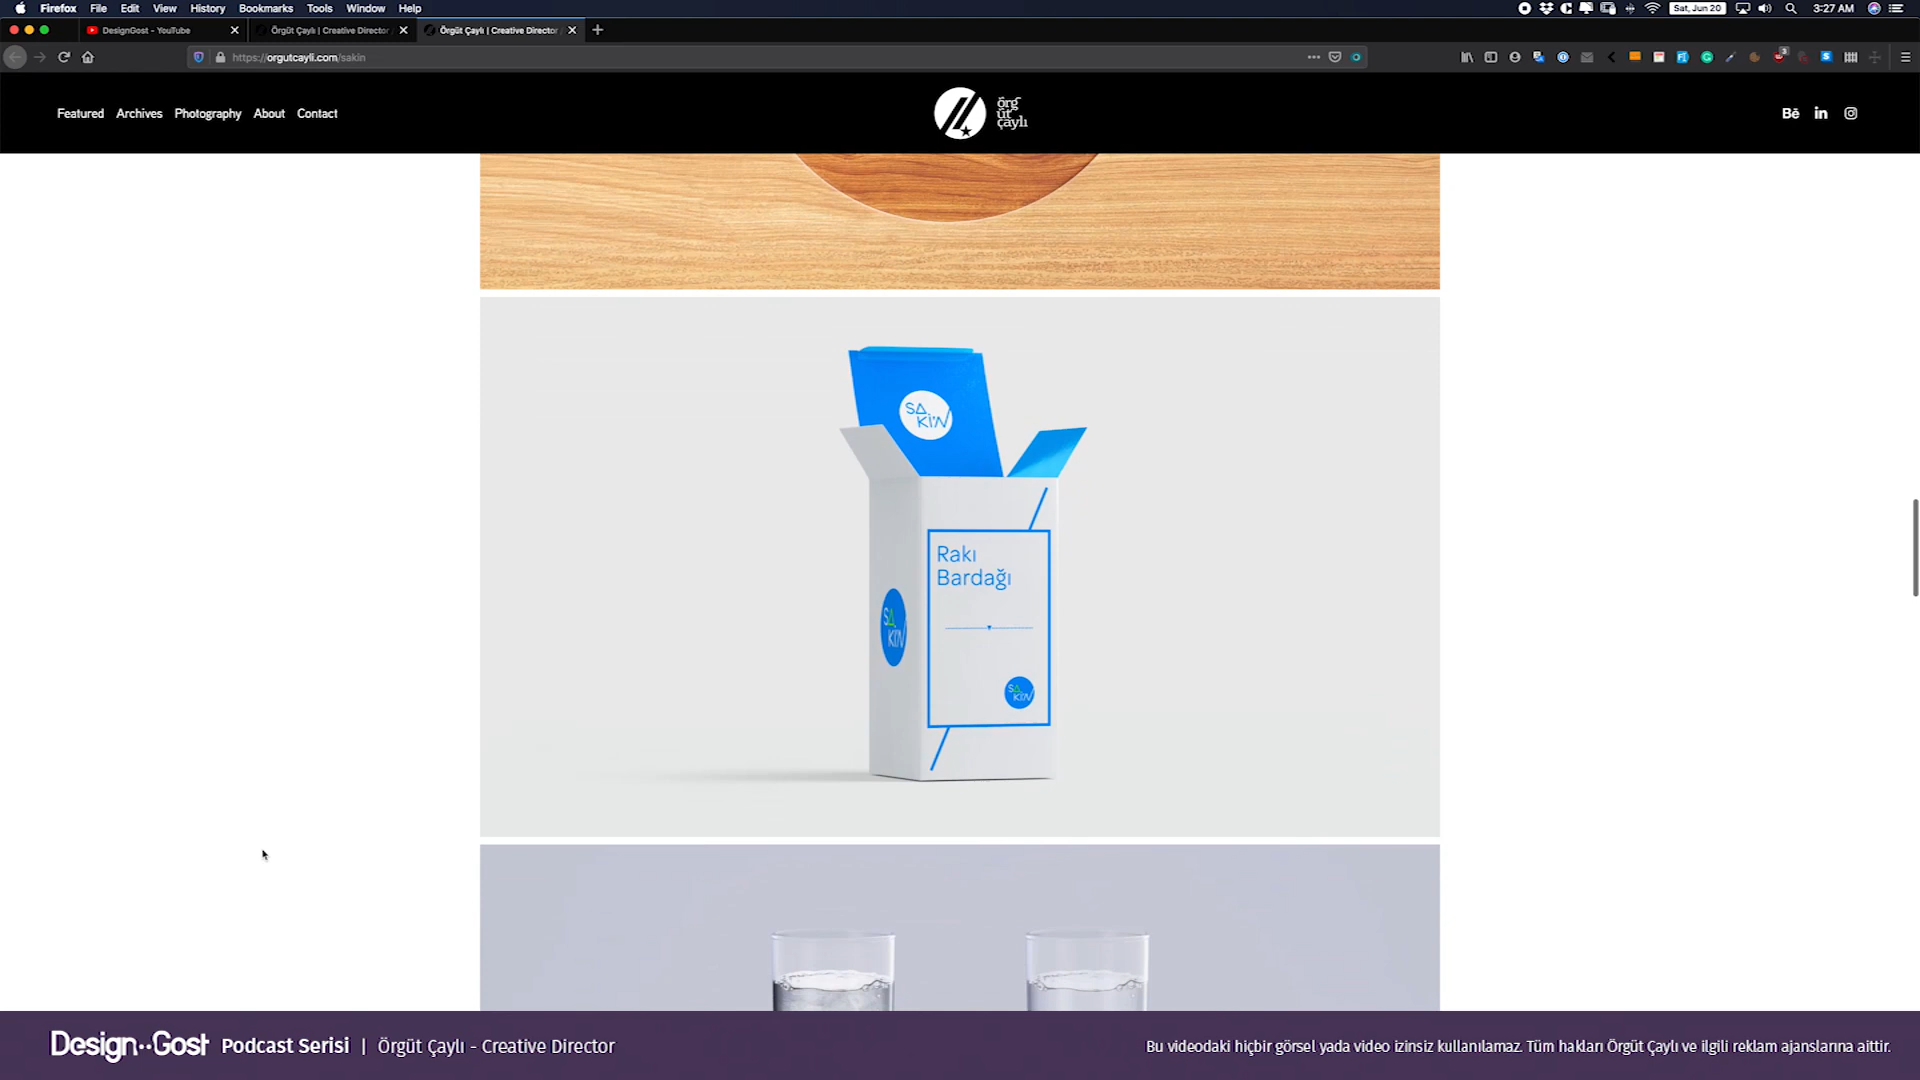 Firefox File Edit View History Bookmarks Tools Window Help
Sat, Jun 20 3:27 AM
DesignGost - YouTube
Örgüt Çaylı | Creative Director
Örgüt Çaylı | Creative Director
https://orgutcayli.com/sakin
3
Featured Archives Photography About Contact
örg
üt
çaylı
Bē in
SA
Kİ'N
Rakı
Bardağı
SA
Kİ'N
SA
Kİ'N
Design··Gost Podcast Serisi | Örgüt Çaylı - Creative Director
Bu videodaki hiçbir görsel yada video izinsiz kullanılamaz. Tüm hakları Örgüt Çaylı ve ilgili reklam ajanslarına aittir.